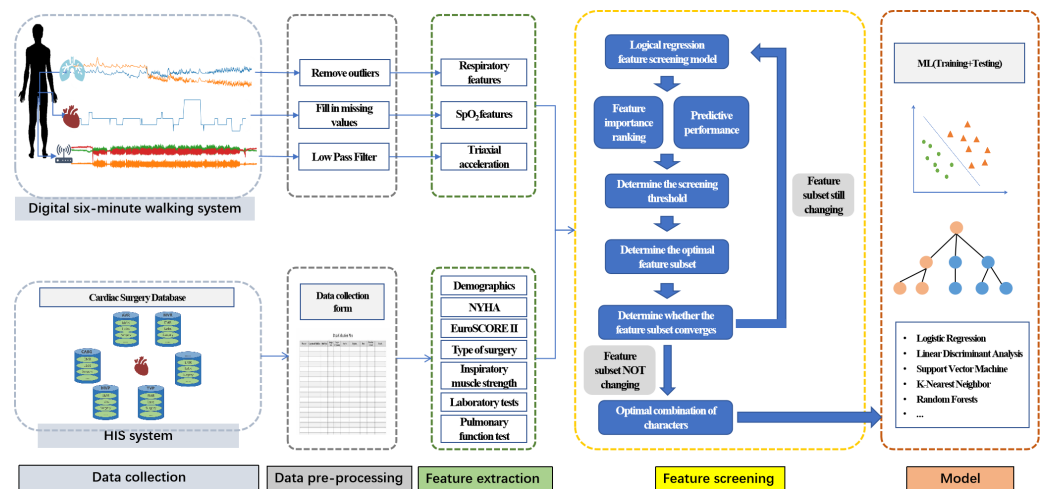 Remove outliers
Fill in missing
values
Low Pass Filter
Respiratory
features
SpO₂ features
Triaxial
acceleration
Digital six-minute walking system
Cardiac Surgery Database
CABG
HIS system
Data collection
form
Demographics
NYHA
EuroSCORE II
Type of surgery
Inspiratory
muscle strength
Laboratory tests
Pulmonary
function test
Logical regression
feature screening model
Feature
importance
ranking
Predictive
performance
Determine the screening
threshold
Determine the optimal
feature subset
Determine whether the
feature subset converges
Feature
subset still
changing
Feature
subset NOT
changing
Optimal combination of
characters
ML(Training+Testing)
• Logistic Regression
• Linear Discriminant Analysis
• Support Vector Machine
• K-Nearest Neighbor
• Random Forests
• ...
Data collection
Data pre-processing
Feature extraction
Feature screening
Model